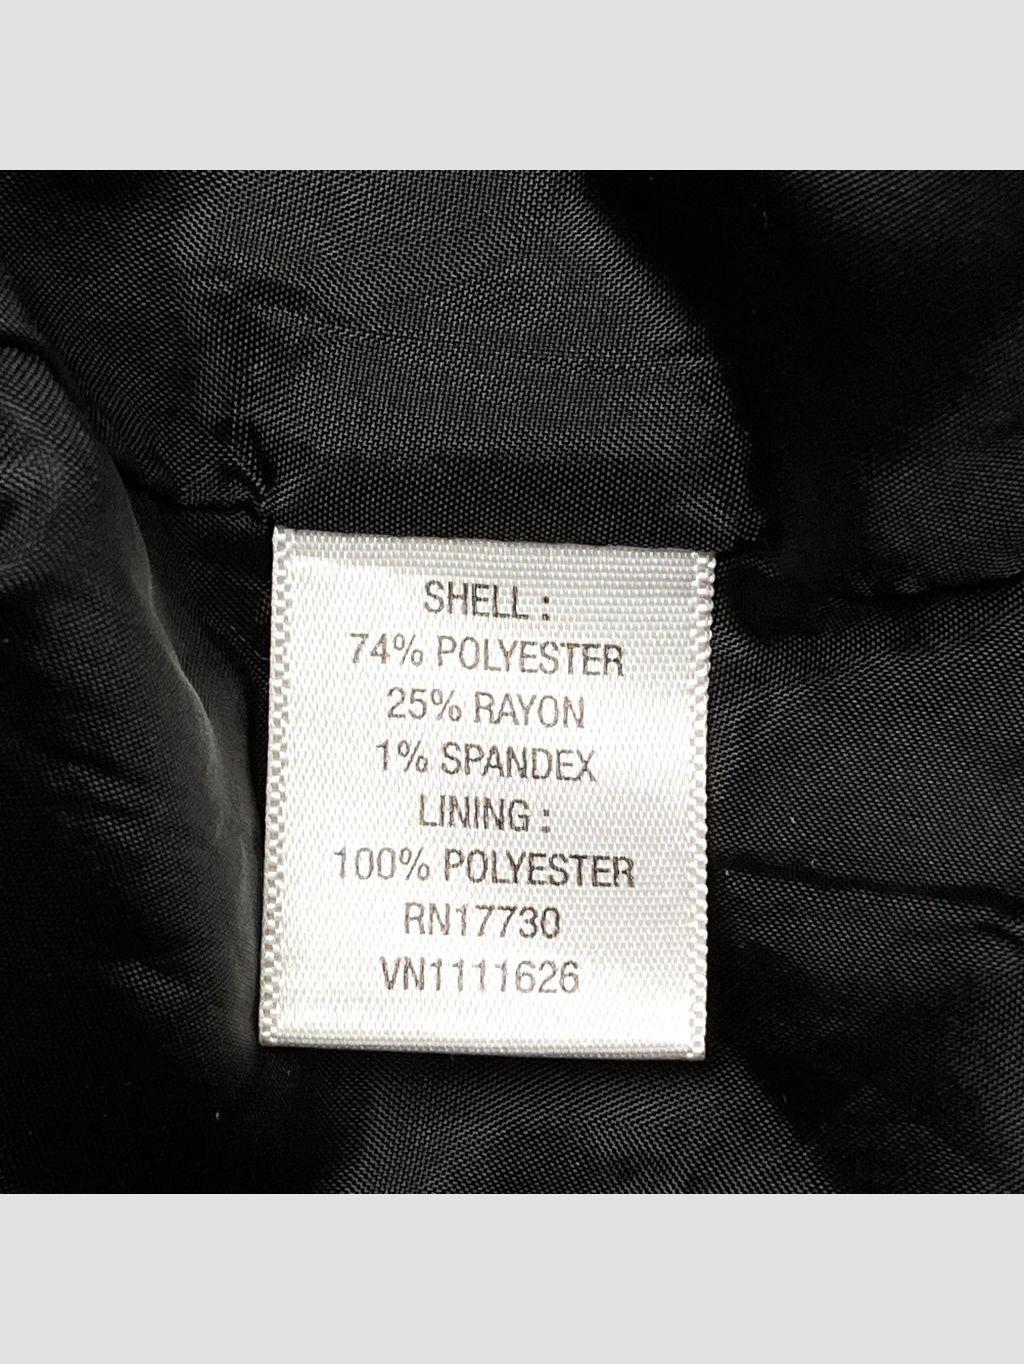 SHELL :
74% POLYESTER
25% RAYON
1% SPANDEX
LINING :
100% POLYESTER
RN17730
VN1111626